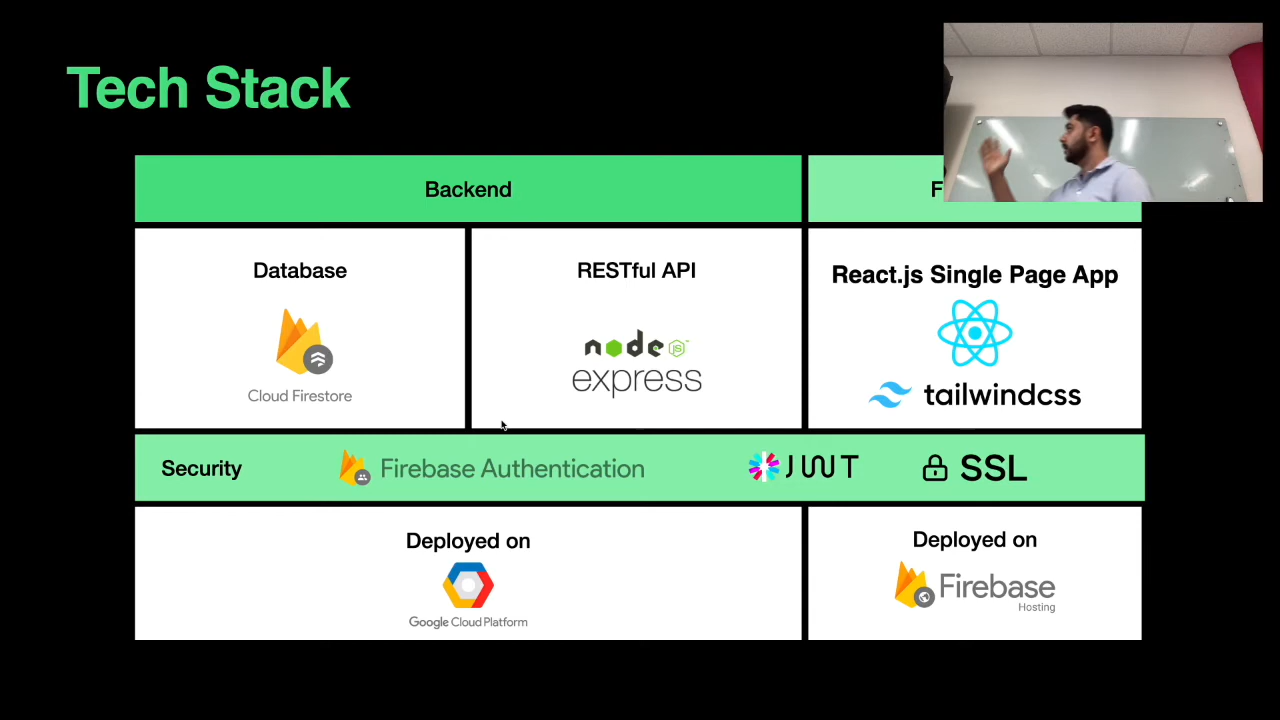 Tech Stack
Backend
F
Database
RESTful API
React.js Single Page App
Cloud Firestore
node JS
express
tailwindcss
Security
Firebase Authentication
JWT
SSL
Deployed on
Google Cloud Platform
Deployed on
Firebase
Hosting